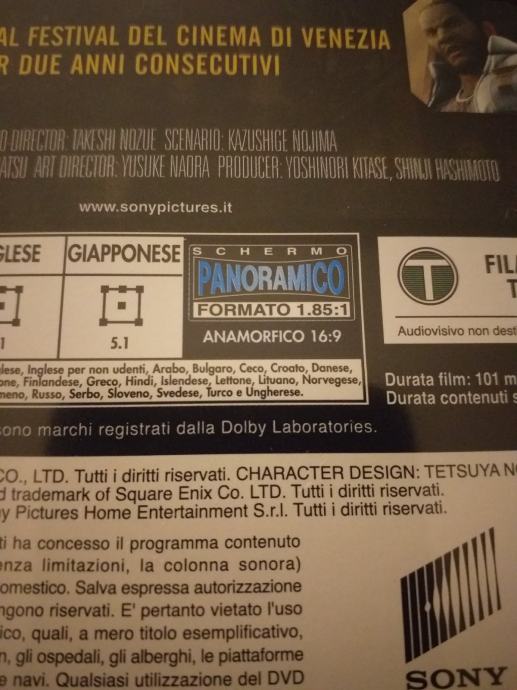 AL FESTIVAL DEL CINEMA DI VENEZIA
R DUE ANNI CONSECUTIVI
O-DIRECTOR: TAKESHI NOZUE SCENARIO: KAZUSHIGE NOJIMA
ATSU ART DIRECTOR: YUSUKE NAORA PRODUCER: YOSHINORI KITASE, SHINJI HASHIMOTO
www.sonypictures.it
GLESE
GIAPPONESE
.1
5.1
SCHERMO
PANORAMICO
FORMATO 1.85:1
ANAMORFICO 16:9
T
FIL
T
Audiovisivo non dest
glese, Inglese per non udenti, Arabo, Bulgaro, Ceco, Croato, Danese,
one, Finlandese, Greco, Hindi, Islandese, Lettone, Lituano, Norvegese,
meno, Russo, Serbo, Sloveno, Svedese, Turco e Ungherese.
Durata film: 101 m
Durata contenuti s
sono marchi registrati dalla Dolby Laboratories.
CO., LTD. Tutti i diritti riservati. CHARACTER DESIGN: TETSUYA NO
d trademark of Square Enix Co. LTD. Tutti i diritti riservati.
y Pictures Home Entertainment S.r.l. Tutti i diritti riservati.
ti ha concesso il programma contenuto
enza limitazioni, la colonna sonora)
omestico. Salva espressa autorizzazione
ngono riservati. E' pertanto vietato l'uso
ico, quali, a mero titolo esemplificativo,
n, gli ospedali, gli alberghi, le piattaforme
e navi. Qualsiasi utilizzazione del DVD
SONY